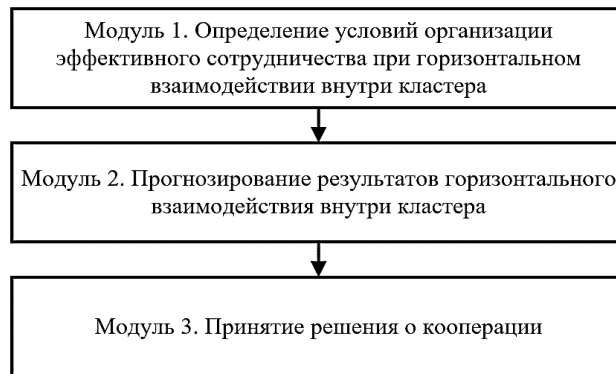 Модуль 1. Определение условий организации
эффективного сотрудничества при горизонтальном
взаимодействии внутри кластера
Модуль 2. Прогнозирование результатов горизонтального
взаимодействия внутри кластера
Модуль 3. Принятие решения о кооперации